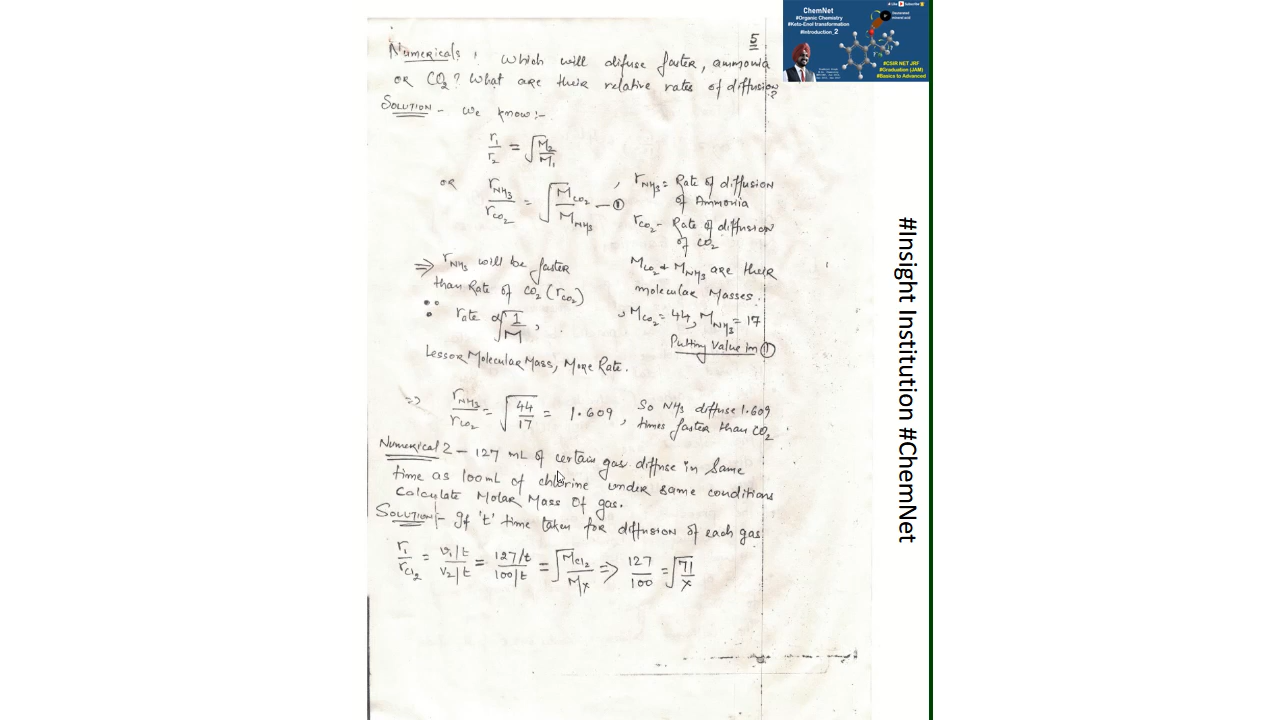 5
Numericals : Which will difuse faster, ammonia
or CO2? What are their relative rates of diffusion?
Solution - We know :-
r1/r2 = √M2/M1
or rNH3/rCO2 = √MCO2/MNH3 — ①
, rNH3 = Rate of diffusion
of Ammonia
rCO2 - Rate of diffusion
of CO2
⇒ rNH3 will be faster
than Rate of CO2 (rCO2)
∵ rate α √1/M ,
Lessor Molecular Mass, More Rate.
MCO2 & MNH3 are their
molecular Masses.
, MCO2 = 44, MNH3 = 17
Putting Value in ①
⇒ rNH3/rCO2 = √44/17 = 1.609 , So NH3 diffuse 1.609
times faster than CO2
Numerical 2 - 127 mL of certain gas diffuse in Same
time as 100mL of chlorine under same conditions
Calculate Molar Mass Of gas.
Solution - If 't' time taken for diffusion of each gas
r1/rCl2 = v1/t / v2/t = 127/t / 100/t = √MCl2/Mx ⇒ 127/100 = √71/x
ChemNet
#Organic Chemistry
#Keto-Enol transformation
#Introduction_2
#CSIR NET JRF
#Graduation (JAM)
#Basics to Advanced
#Insight Institution #ChemNet